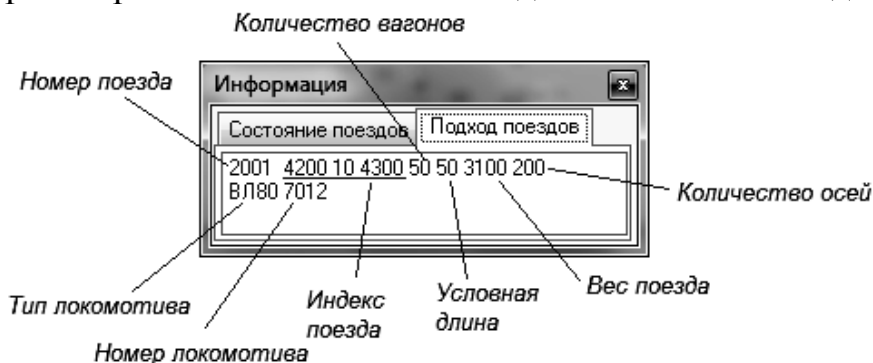 Количество вагонов
Номер поезда
Информация
Состояние поездов Подход поездов
2001 4200 10 4300 50 50 3100 200
ВЛ80 7012
Количество осей
Тип локомотива
Индекс поезда
Условная длина
Вес поезда
Номер локомотива